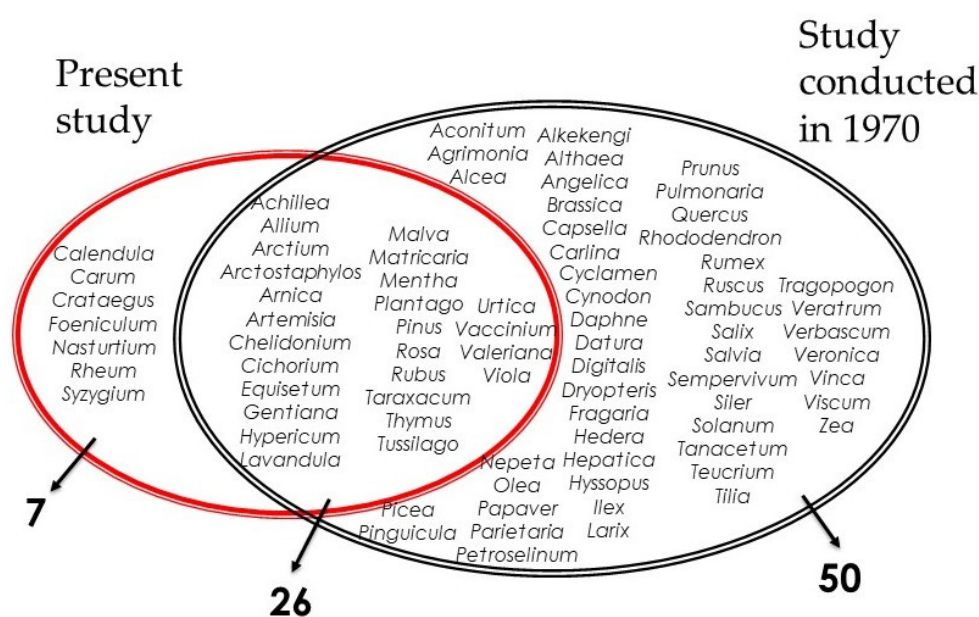 Present
study
Study
conducted
in 1970
Calendula
Carum
Crataegus
Foeniculum
Nasturtium
Rheum
Syzygium
Achillea
Allium
Arctium
Arctostaphylos
Arnica
Artemisia
Chelidonium
Cichorium
Equisetum
Gentiana
Hypericum
Lavandula
Malva
Matricaria
Mentha
Plantago
Pinus
Rosa
Rubus
Taraxacum
Thymus
Tussilago
Urtica
Vaccinium
Valeriana
Viola
Aconitum
Agrimonia
Alcea
Alkekengi
Althaea
Angelica
Brassica
Capsella
Carlina
Cyclamen
Cynodon
Daphne
Datura
Digitalis
Dryopteris
Fragaria
Hedera
Hepatica
Hyssopus
Ilex
Larix
Nepeta
Olea
Papaver
Parietaria
Petroselinum
Picea
Pinguicula
Prunus
Pulmonaria
Quercus
Rhododendron
Rumex
Ruscus
Sambucus
Salix
Salvia
Sempervivum
Siler
Solanum
Tanacetum
Teucrium
Tilia
Tragopogon
Veratrum
Verbascum
Veronica
Vinca
Viscum
Zea
7
26
50